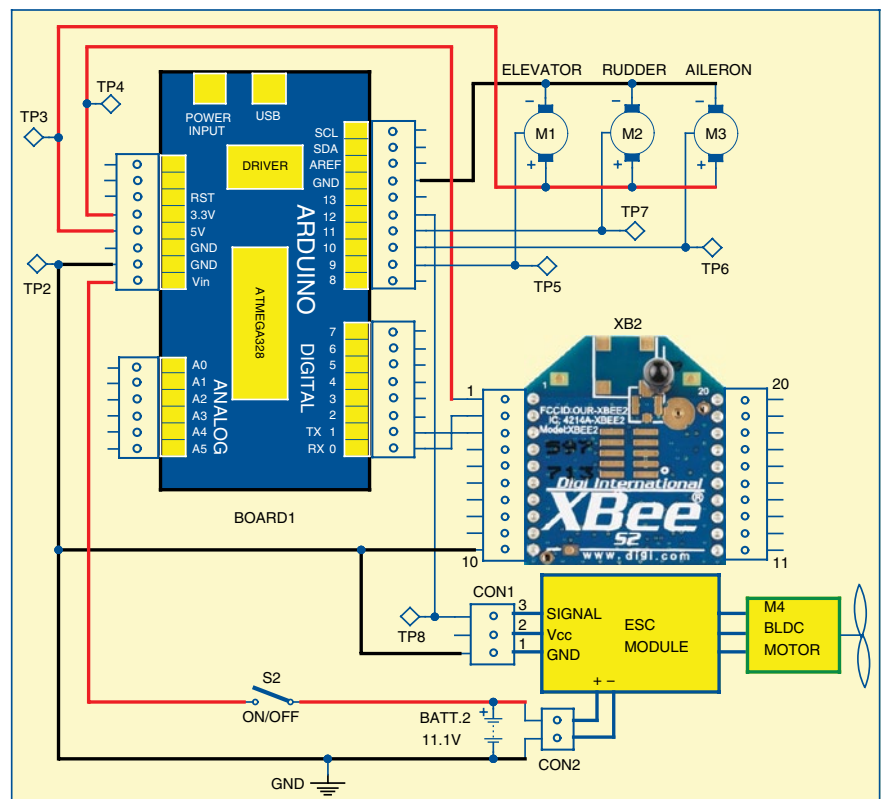 TP3
TP4
POWER INPUT
USB
DRIVER
ARDUINO
ATMEGA328
DIGITAL
ANALOG
RST
3.3V
5V
GND
GND
Vin
A0
A1
A2
A3
A4
A5
SCL
SDA
AREF
GND
13
12
11
10
9
8
7
6
5
4
3
2
TX 1
RX 0
BOARD1
TP2
ELEVATOR
RUDDER
AILERON
-
-
-
M1
M2
M3
+
+
+
TP7
TP6
TP5
XB2
1
20
10
11
1
20
FCCID:OUR-XBEE2
IC, 4214A-XBEE2
Model:XBEE2
Digi International
XBee®
S2
www.digi.com
CON1
3
2
1
SIGNAL
Vcc
GND
ESC
MODULE
+ −
M4
BLDC
MOTOR
TP8
S2
ON/OFF
+
BATT.2
11.1V
CON2
GND